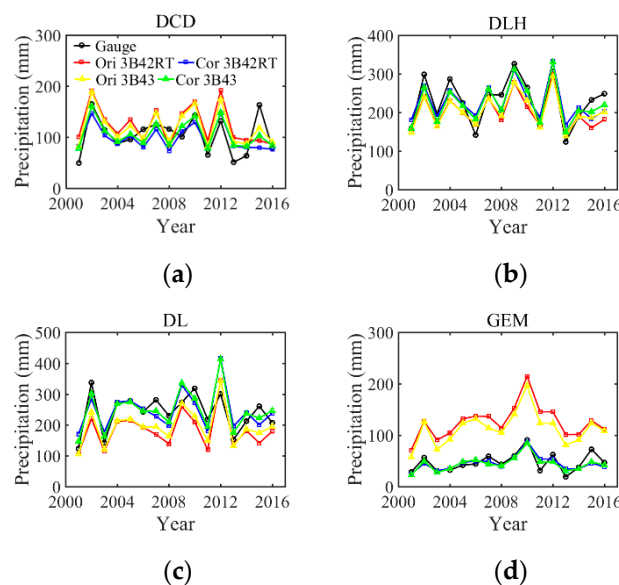 DCD
Precipitation (mm)
300
200
100
0
Gauge
Ori 3B42RT
Cor 3B42RT
Ori 3B43
Cor 3B43
2000 2004 2008 2012 2016
Year
(a)
DLH
Precipitation (mm)
400
300
200
100
0
2000 2004 2008 2012 2016
Year
(b)
DL
Precipitation (mm)
500
400
300
200
100
0
2000 2004 2008 2012 2016
Year
(c)
GEM
Precipitation (mm)
300
200
100
0
2000 2004 2008 2012 2016
Year
(d)